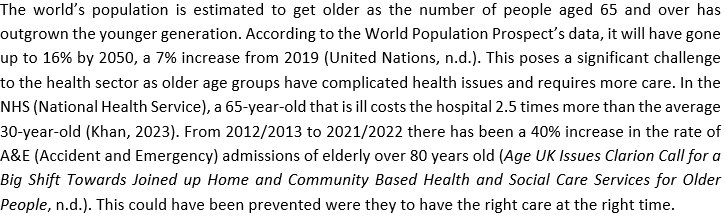 The world’s population is estimated to get older as the number of people aged 65 and over has
outgrown the younger generation. According to the World Population Prospect’s data, it will have gone
up to 16% by 2050, a 7% increase from 2019 (United Nations, n.d.). This poses a significant challenge
to the health sector as older age groups have complicated health issues and requires more care. In the
NHS (National Health Service), a 65-year-old that is ill costs the hospital 2.5 times more than the average
30-year-old (Khan, 2023). From 2012/2013 to 2021/2022 there has been a 40% increase in the rate of
A&E (Accident and Emergency) admissions of elderly over 80 years old (Age UK Issues Clarion Call for a
Big Shift Towards Joined up Home and Community Based Health and Social Care Services for Older
People, n.d.). This could have been prevented were they to have the right care at the right time.